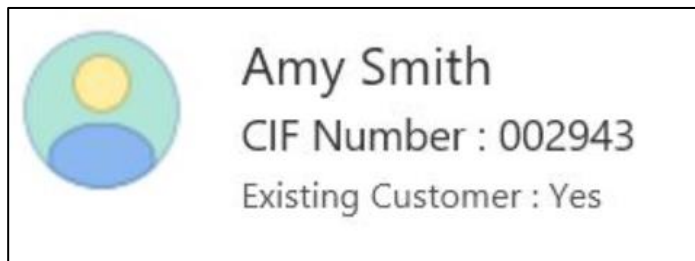 Amy Smith
CIF Number : 002943
Existing Customer : Yes